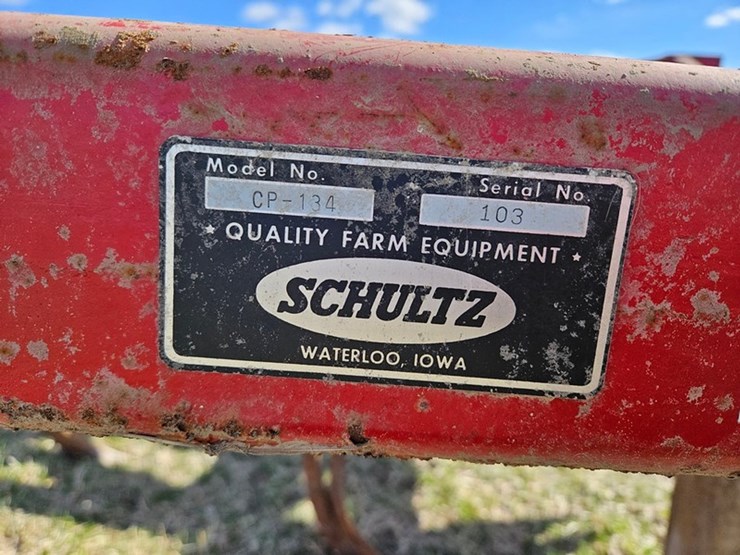 Model No. Serial No.
CP-134 103
* QUALITY FARM EQUIPMENT *
SCHULTZ
WATERLOO, IOWA